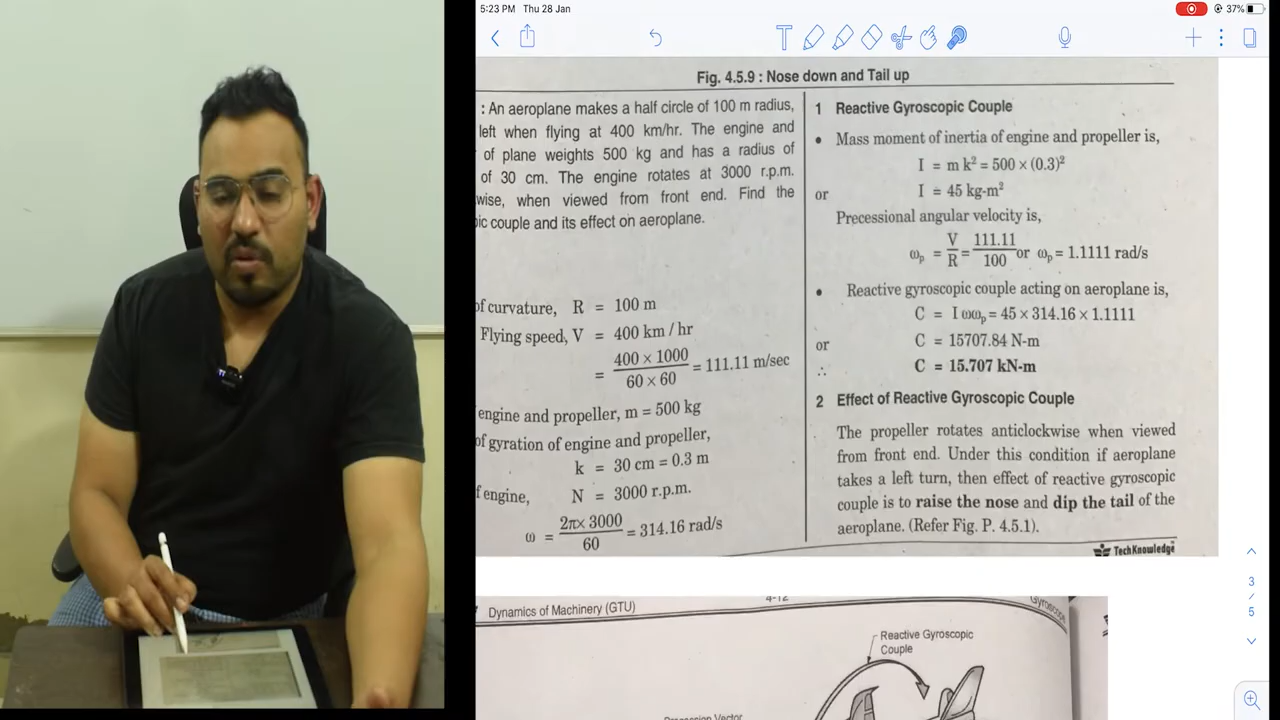 5:23 PM Thu 28 Jan
37%
T
Fig. 4.5.9 : Nose down and Tail up
: An aeroplane makes a half circle of 100 m radius,
left when flying at 400 km/hr. The engine and
of plane weights 500 kg and has a radius of
of 30 cm. The engine rotates at 3000 r.p.m.
wise, when viewed from front end. Find the
ic couple and its effect on aeroplane.
of curvature, R = 100 m
Flying speed, V = 400 km / hr
= 400 × 1000 / 60 × 60 = 111.11 m/sec
engine and propeller, m = 500 kg
of gyration of engine and propeller,
k = 30 cm = 0.3 m
f engine, N = 3000 r.p.m.
ω = 2π× 3000 / 60 = 314.16 rad/s
1 Reactive Gyroscopic Couple
• Mass moment of inertia of engine and propeller is,
I = m k² = 500 × (0.3)²
or I = 45 kg-m²
Precessional angular velocity is,
ωp = V/R = 111.11/100 or ωp = 1.1111 rad/s
• Reactive gyroscopic couple acting on aeroplane is,
C = I ωωp = 45 × 314.16 × 1.1111
or C = 15707.84 N-m
∴ C = 15.707 kN-m
2 Effect of Reactive Gyroscopic Couple
The propeller rotates anticlockwise when viewed
from front end. Under this condition if aeroplane
takes a left turn, then effect of reactive gyroscopic
couple is to raise the nose and dip the tail of the
aeroplane. (Refer Fig. P. 4.5.1).
TechKnowledge
3
/
5
Dynamics of Machinery (GTU)
4-12
Reactive Gyroscopic
Couple
Precession Vector